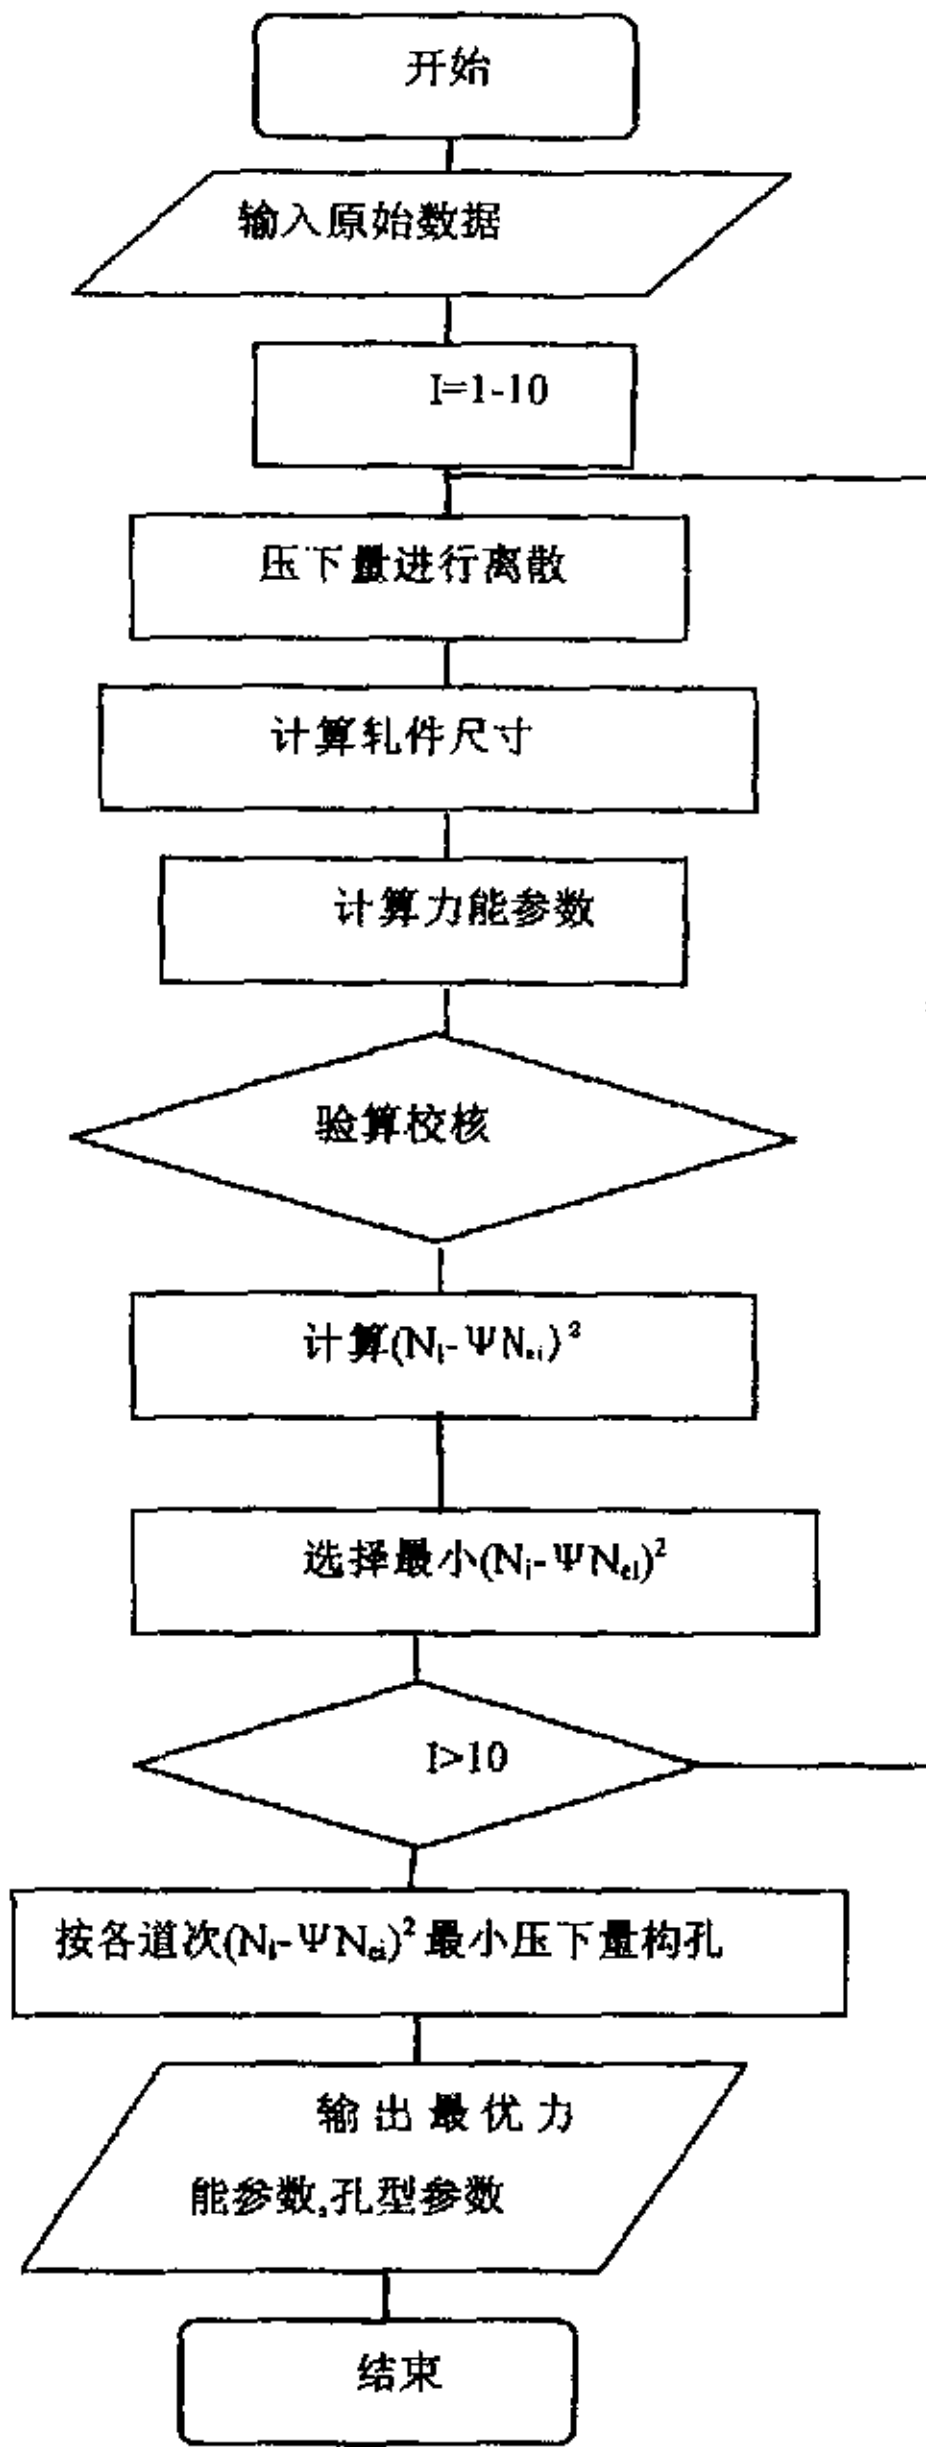 开始
输入原始数据
I=1-10
压下量进行离散
计算轧件尺寸
计算力能参数
验算校核
计算(Nᵢ-ΨNₑᵢ)²
选择最小(Nᵢ-ΨNₑᵢ)²
I>10
按各道次(Nᵢ-ΨNₑᵢ)²最小压下量构孔
输出最优力
能参数,孔型参数
结束